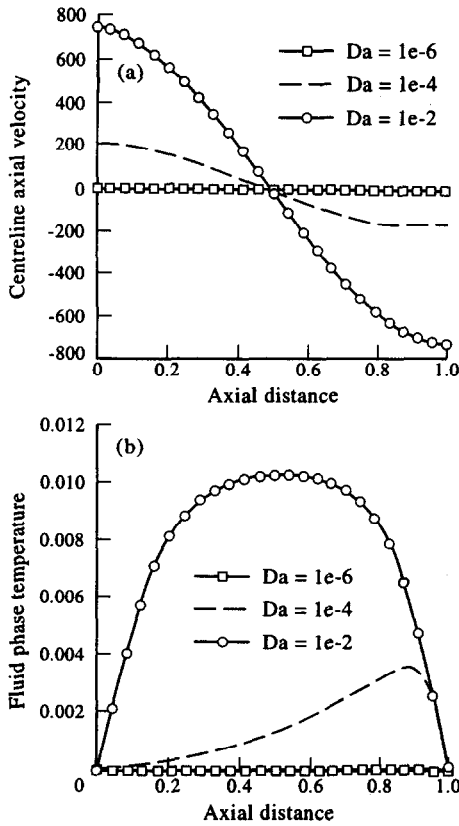 800
600
400
200
0
-200
-400
-600
-800
Centreline axial velocity
(a)
Da = 1e-6
Da = 1e-4
Da = 1e-2
0 0.2 0.4 0.6 0.8 1.0
Axial distance
0.012
0.010
0.008
0.006
0.004
0.002
0
Fluid phase temperature
(b)
Da = 1e-6
Da = 1e-4
Da = 1e-2
0.2 0.4 0.6 0.8 1.0
Axial distance